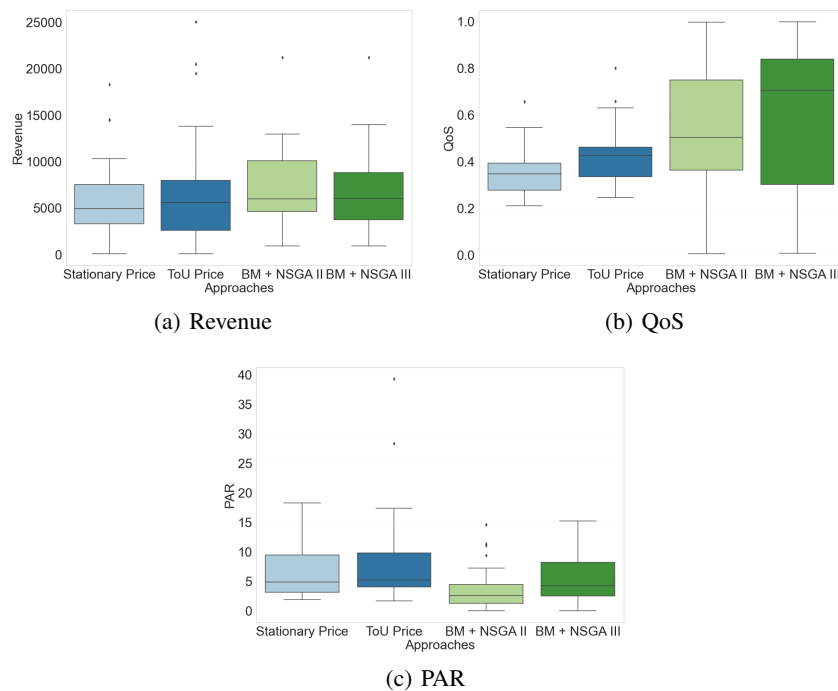 25000
20000
15000
10000
5000
0
Revenue
Stationary Price ToU Price BM + NSGA II BM + NSGA III
Approaches
(a) Revenue
1.0
0.8
0.6
0.4
0.2
0.0
QoS
Stationary Price ToU Price BM + NSGA II BM + NSGA III
Approaches
(b) QoS
40
35
30
25
20
15
10
5
0
PAR
Stationary Price ToU Price BM + NSGA II BM + NSGA III
Approaches
(c) PAR